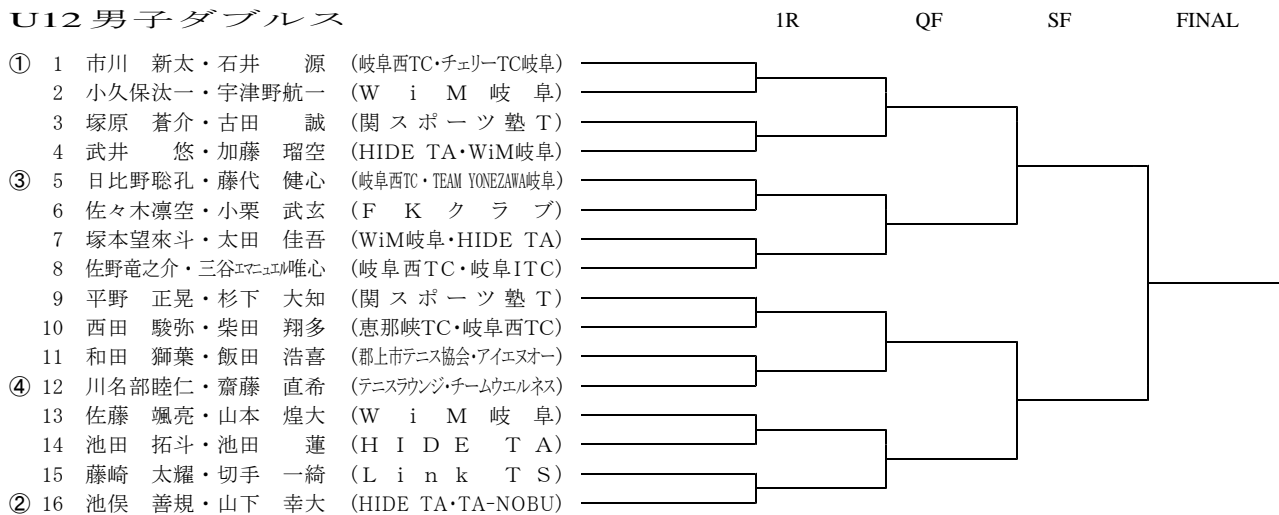 U12男子ダブルス 1R QF SF FINAL
① 1 市川 新太・石井 源 (岐阜西TC・チェリーTC岐阜)
2 小久保汰一・宇津野航一 (WiM岐阜)
3 塚原 蒼介・古田 誠 (関スポーツ塾T)
4 武井 悠・加藤 瑠空 (HIDE TA・WiM岐阜)
③ 5 日比野聡孔・藤代 健心 (岐阜西TC・TEAM YONEZAWA岐阜)
6 佐々木凛空・小栗 武玄 (FKクラブ)
7 塚本望來斗・太田 佳吾 (WiM岐阜・HIDE TA)
8 佐野竜之介・三谷エマニュエル唯心 (岐阜西TC・岐阜ITC)
9 平野 正晃・杉下 大知 (関スポーツ塾T)
10 西田 駿弥・柴田 翔多 (恵那峡TC・岐阜西TC)
11 和田 獅葉・飯田 浩喜 (郡上市テニス協会・アイエヌオー)
④ 12 川名部睦仁・齋藤 直希 (テニスラウンジ・チームウエルネス)
13 佐藤 颯亮・山本 煌大 (WiM岐阜)
14 池田 拓斗・池田 蓮 (HIDE TA)
15 藤崎 太耀・切手 一綺 (Link TS)
② 16 池俣 善規・山下 幸大 (HIDE TA・TA-NOBU)